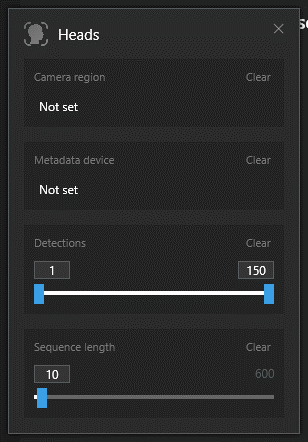 Heads
Camera region Clear
Not set
Metadata device Clear
Not set
Detections Clear
1 150
Sequence length Clear
10 600